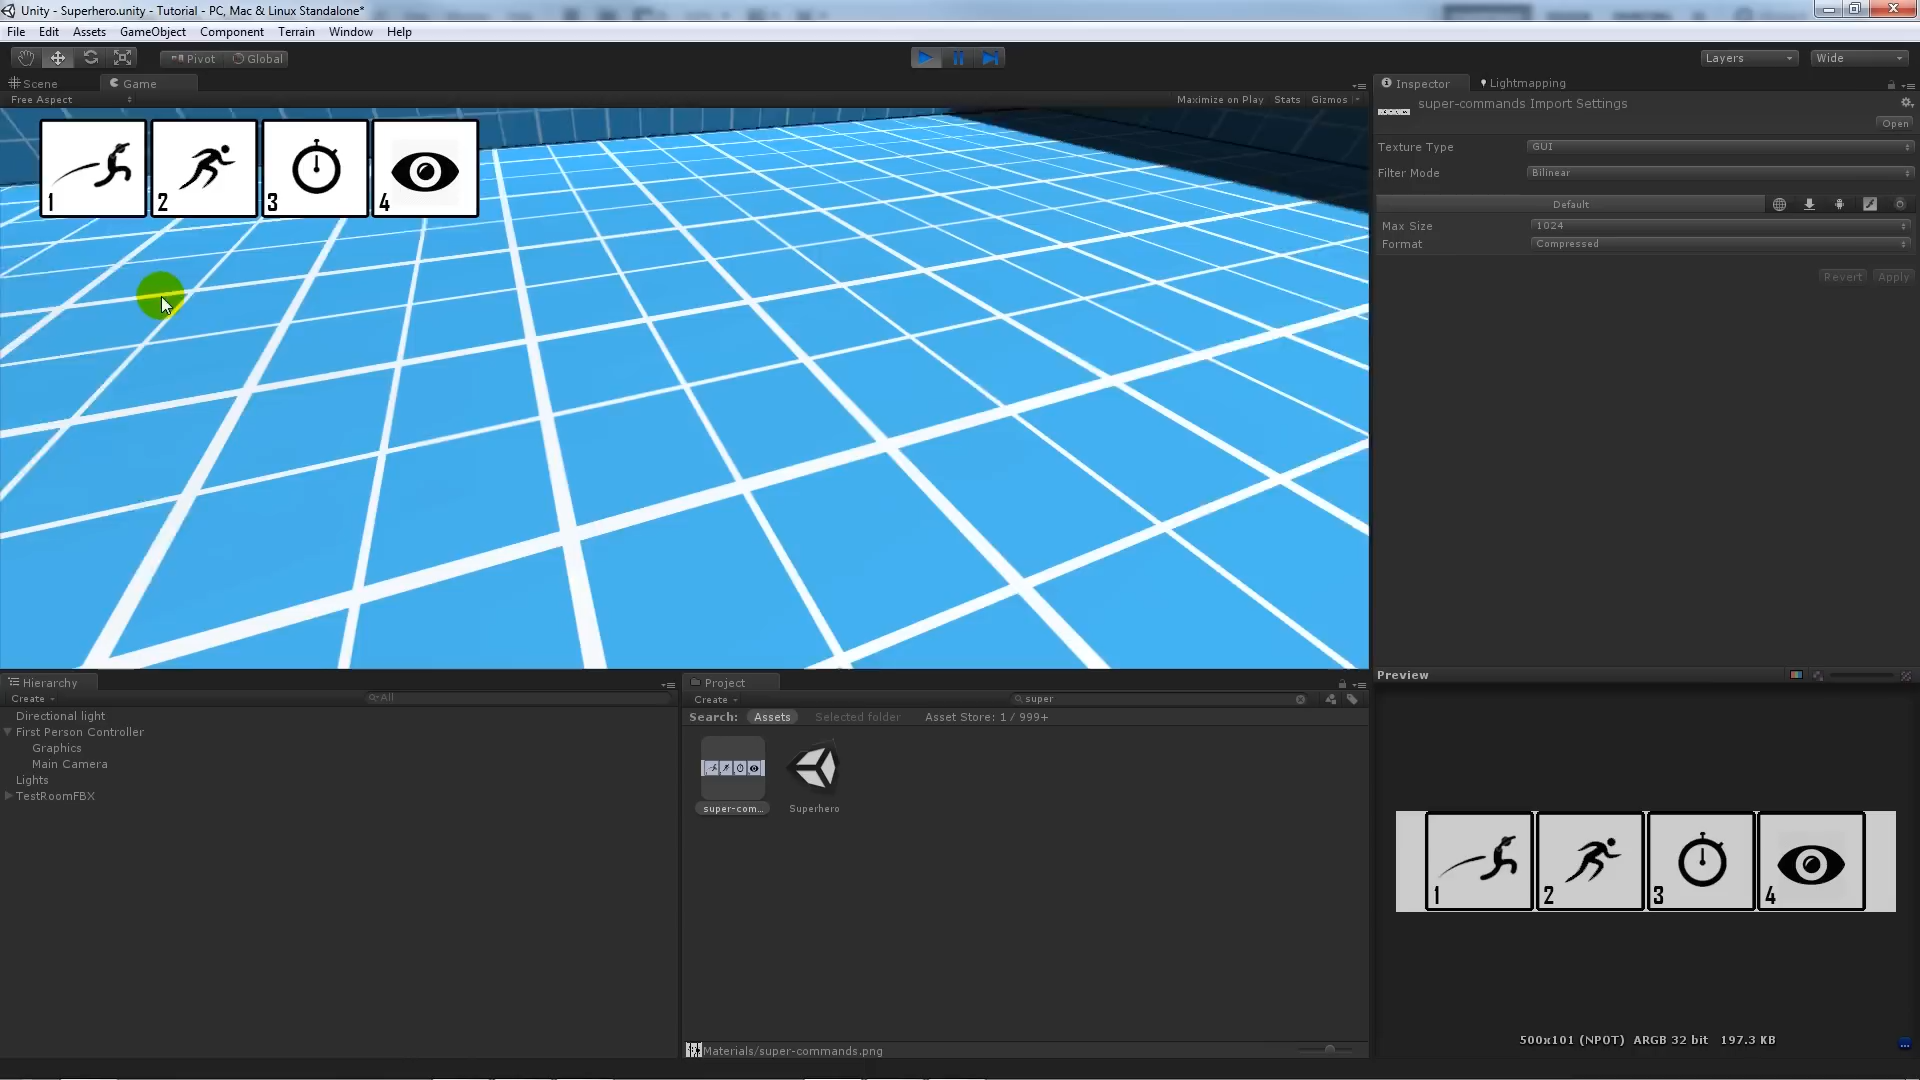 Unity - Superhero.unity - Tutorial - PC, Mac & Linux Standalone*
File Edit Assets GameObject Component Terrain Window Help
Pivot Global Layers Wide
Scene Game
Free Aspect Maximize on Play Stats Gizmos
1 2 3 4
Inspector Lightmapping
super-commands Import Settings
Open
Texture Type GUI
Filter Mode Bilinear
Default
Max Size 1024
Format Compressed
Revert Apply
Hierarchy
Create All
Directional light
First Person Controller
Graphics
Main Camera
Lights
TestRoomFBX
Project
Create super
Search: Assets Selected folder Asset Store: 1 / 999+
super-com... Superhero
Materials/super-commands.png
Preview
1 2 3 4
500x101 (NPOT) ARGB 32 bit 197.3 KB